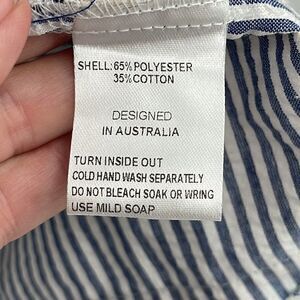 SHELL: 65% POLYESTER
35% COTTON
DESIGNED
IN AUSTRALIA
TURN INSIDE OUT
COLD HAND WASH SEPARATELY
DO NOT BLEACH SOAK OR WRING
USE MILD SOAP